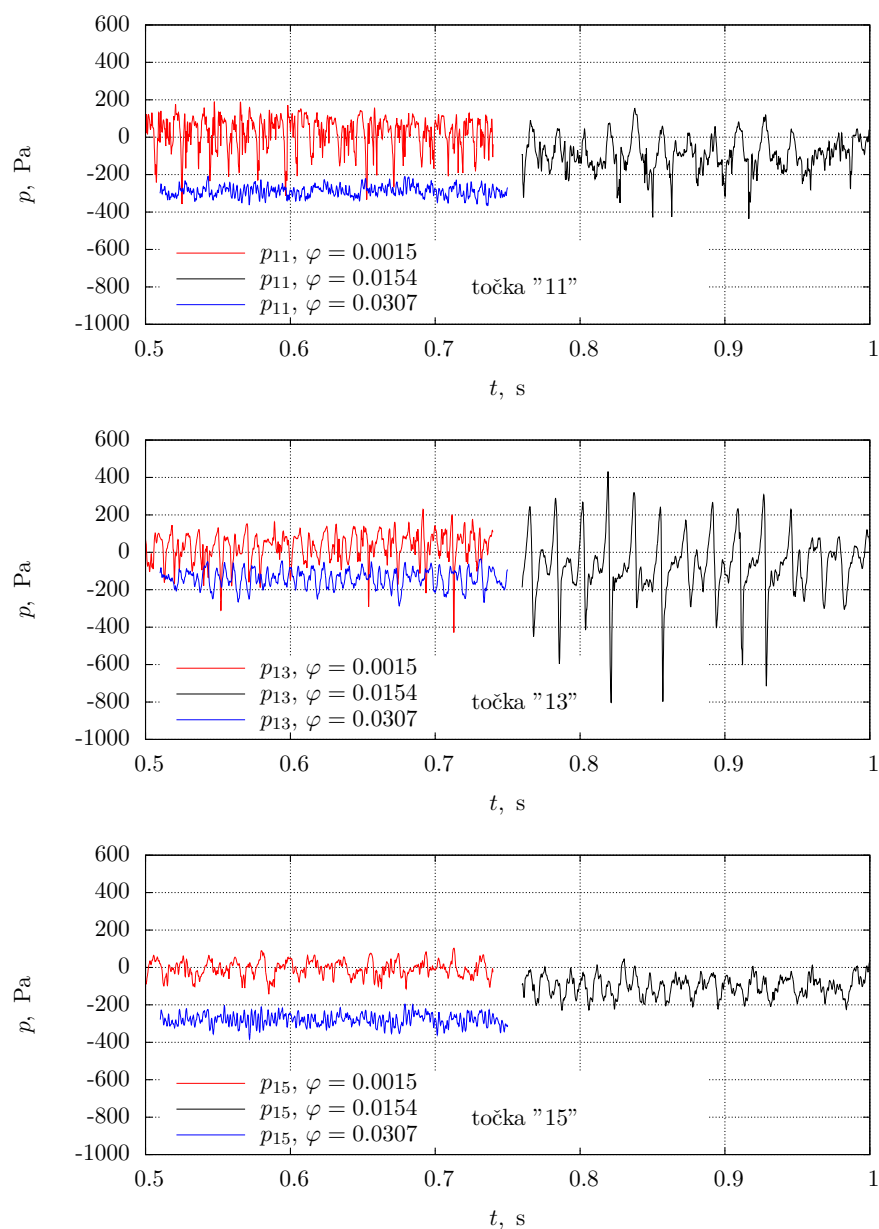 600
400
200
0
-200
-400
-600
-800
-1000
p, Pa
p11, φ = 0.0015
p11, φ = 0.0154
p11, φ = 0.0307
točka "11"
0.5 0.6 0.7 0.8 0.9 1
t, s
600
400
200
0
-200
-400
-600
-800
-1000
p, Pa
p13, φ = 0.0015
p13, φ = 0.0154
p13, φ = 0.0307
točka "13"
0.5 0.6 0.7 0.8 0.9 1
t, s
600
400
200
0
-200
-400
-600
-800
-1000
p, Pa
p15, φ = 0.0015
p15, φ = 0.0154
p15, φ = 0.0307
točka "15"
0.5 0.6 0.7 0.8 0.9 1
t, s